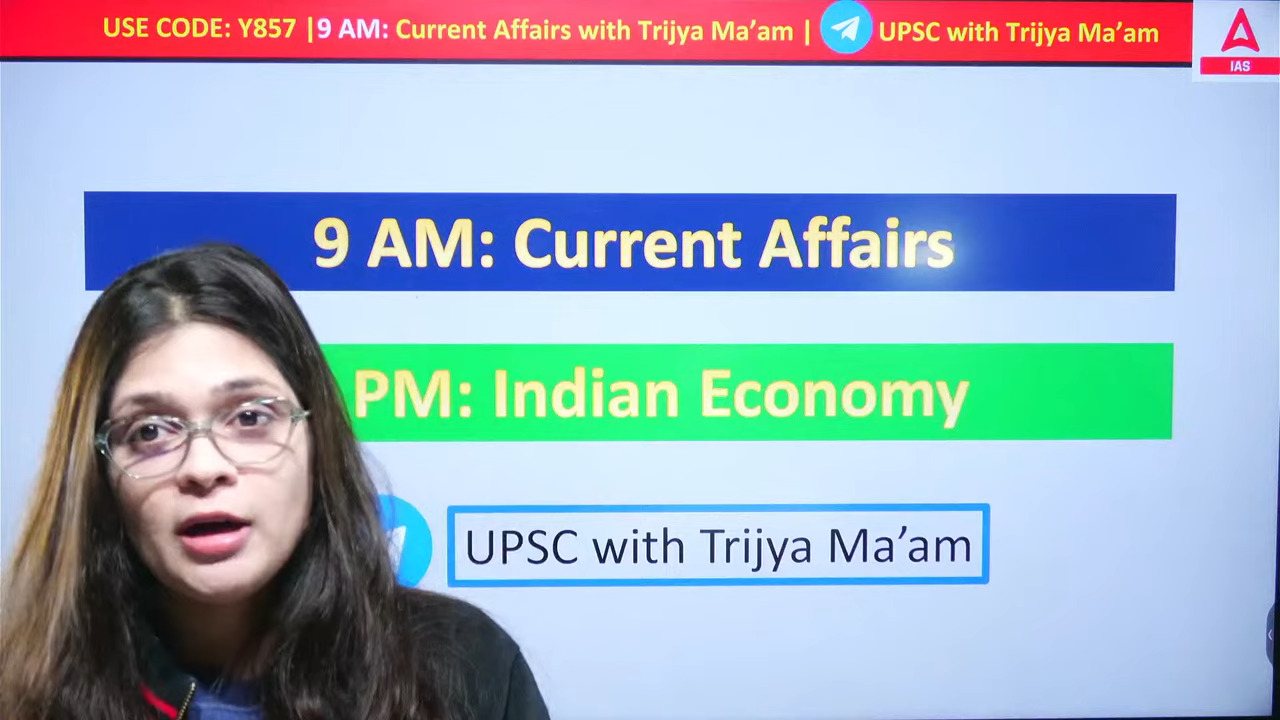 USE CODE: Y857 |9 AM: Current Affairs with Trijya Ma’am | UPSC with Trijya Ma’am
IAS
9 AM: Current Affairs
PM: Indian Economy
UPSC with Trijya Ma’am